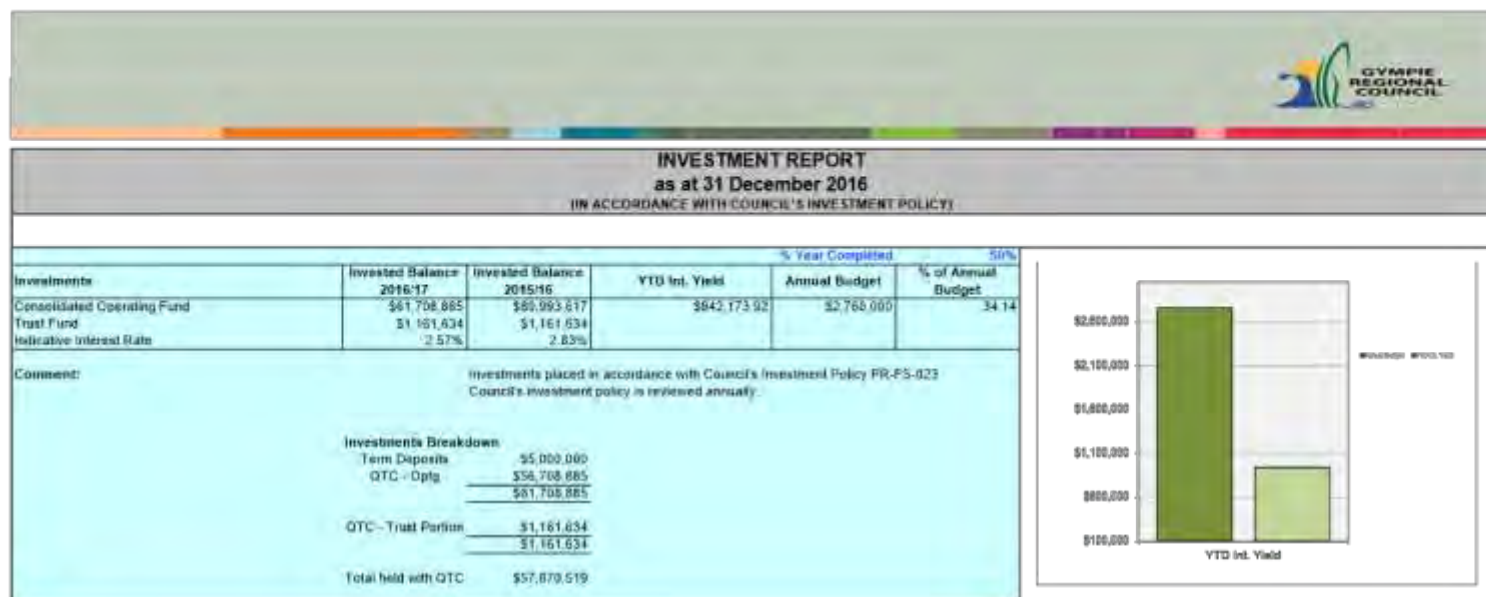 GYMPIE
REGIONAL
COUNCIL
INVESTMENT REPORT
as at 31 December 2016
(IN ACCORDANCE WITH COUNCIL'S INVESTMENT POLICY)
% Year Completed 50%
Investments Invested Balance 2016/17 Invested Balance 2015/16 YTD Int. Yield Annual Budget % of Annual Budget
Consolidated Operating Fund $61,708,885 $942,173.92 $2,760,000 34.14
Trust Fund $1,161,634 $1,161,634
Indicative Interest Rate 2.57% 2.83%
Comment: Investments placed in accordance with Council's Investment Policy PR-FS-023
Council's investment policy is reviewed annually
Investments Breakdown
Term Deposits $5,000,000
QTC - Optg $56,708,885
$61,708,885
QTC - Trust Portion $1,161,634
$1,161,634
Total held with QTC $57,870,519
$2,600,000
$2,100,000
$1,600,000
$1,100,000
$600,000
$100,000
YTD Int. Yield